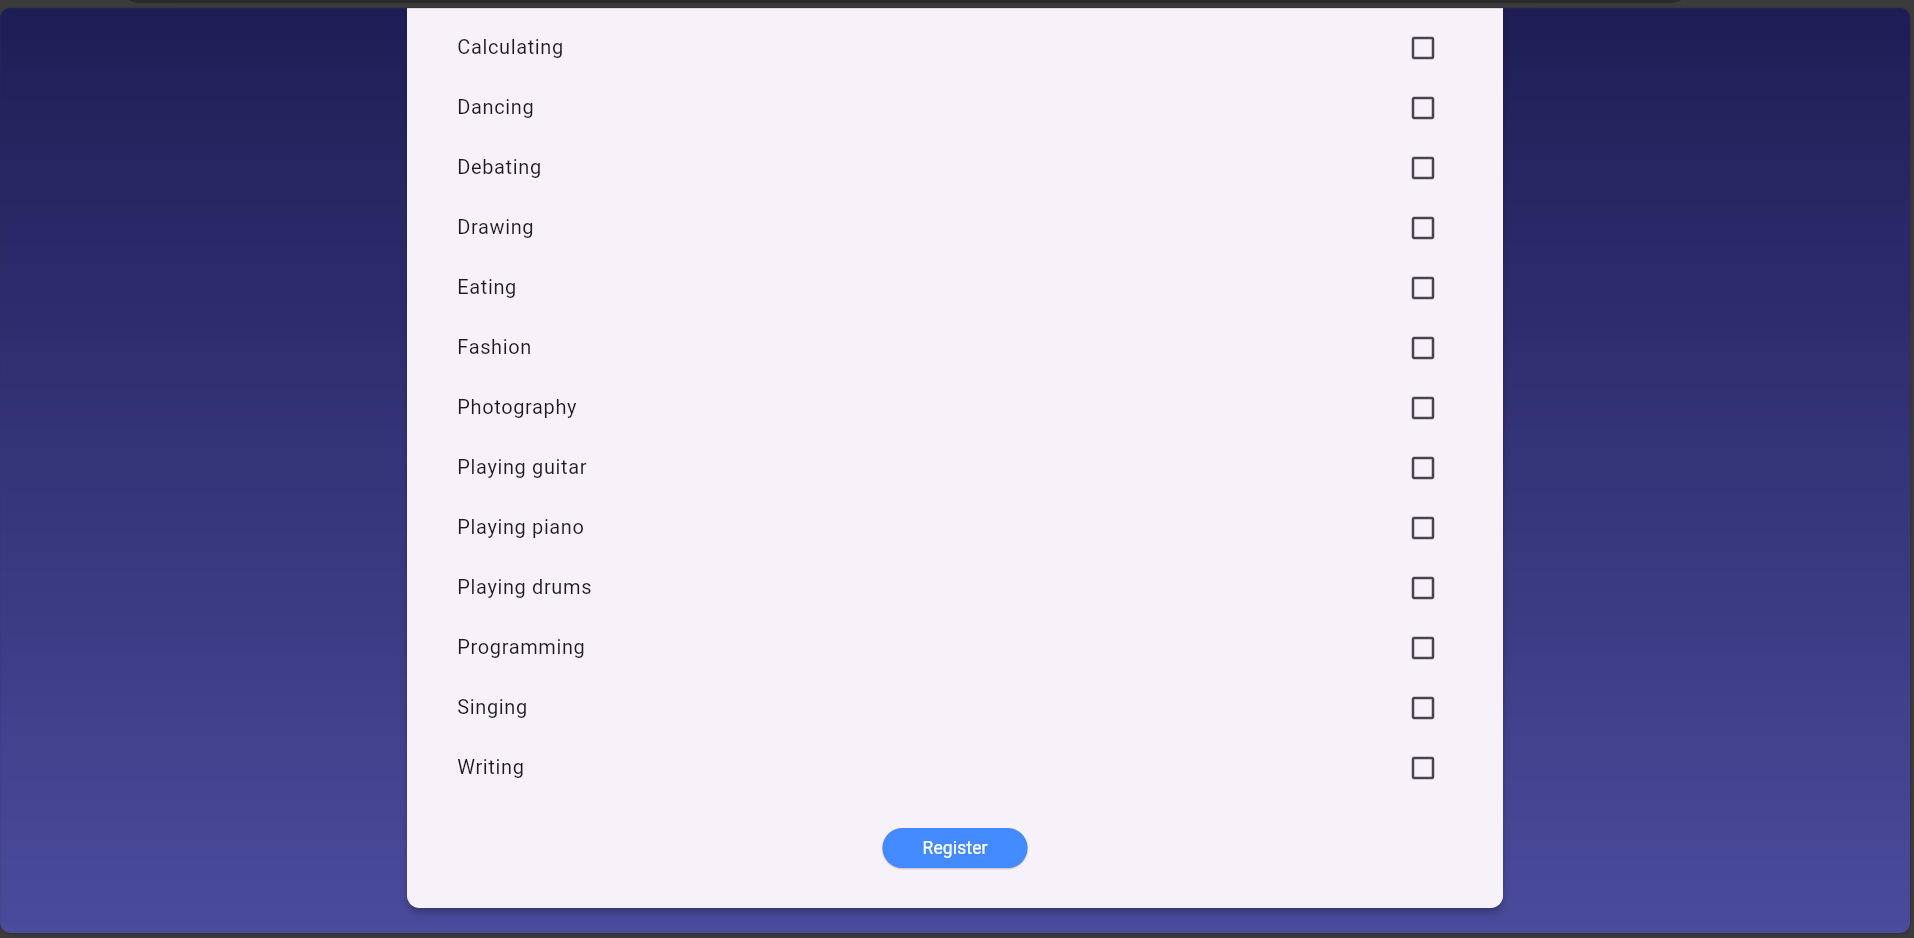 Calculating
Dancing
Debating
Drawing
Eating
Fashion
Photography
Playing guitar
Playing piano
Playing drums
Programming
Singing
Writing
Register